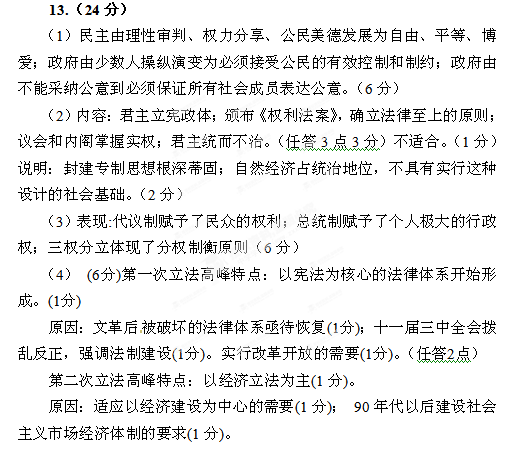 13.（24 分）
（1）民主由理性审判、权力分享、公民美德发展为自由、平等、博
爱；政府由少数人操纵演变为必须接受公民的有效控制和制约；政府由
不能采纳公意到必须保证所有社会成员表达公意。（6 分）
（2）内容：君主立宪政体；颁布《权利法案》，确立法律至上的原则；
议会和内阁掌握实权；君主统而不治。（任答 3 点 3 分）不适合。（1 分）
说明：封建专制思想根深蒂固；自然经济占统治地位，不具有实行这种
设计的社会基础。（2 分）
（3）表现:代议制赋予了民众的权利；总统制赋予了个人极大的行政
权；三权分立体现了分权制衡原则（6 分）
（4） (6分)第一次立法高峰特点：以宪法为核心的法律体系开始形
成。(1分)
原因：文革后被破坏的法律体系亟待恢复(1分)；十一届三中全会拨
乱反正，强调法制建设(1分)。实行改革开放的需要(1分)。（任答2点）
第二次立法高峰特点：以经济立法为主(1 分)。
原因：适应以经济建设为中心的需要(1 分)； 90 年代以后建设社会
主义市场经济体制的要求(1 分)。